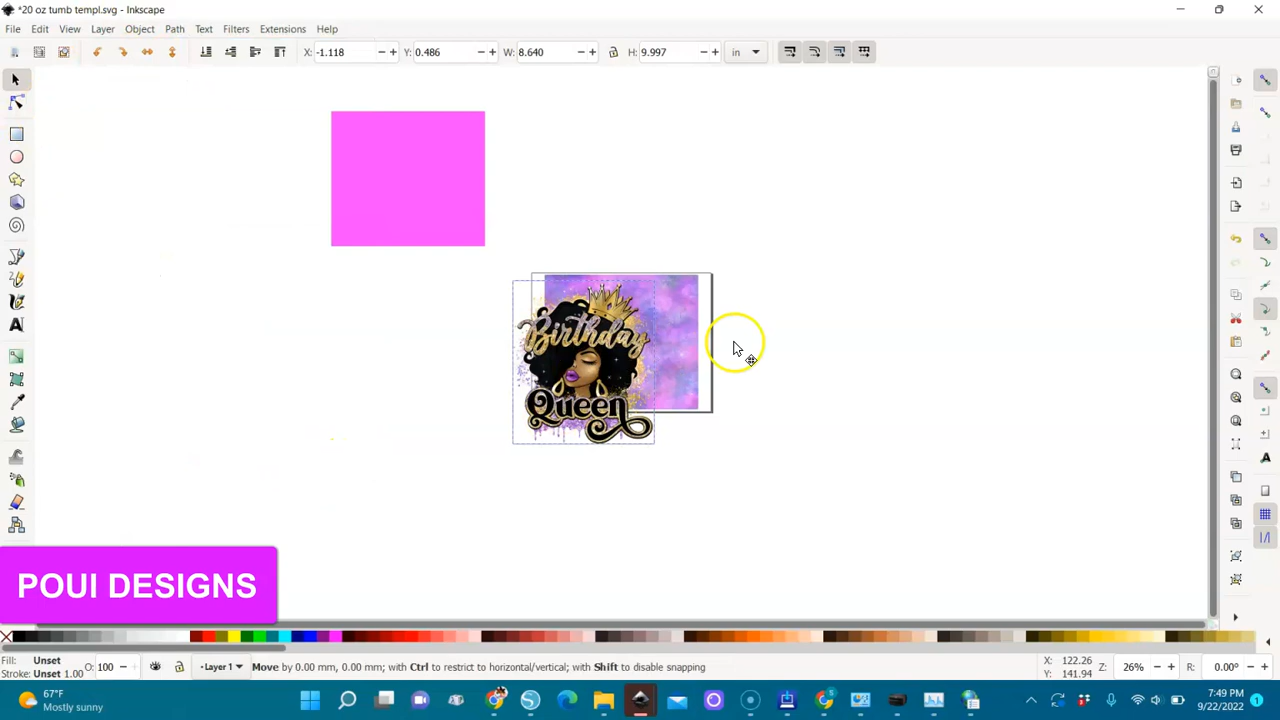 *20 oz tumb templ.svg - Inkscape
File Edit View Layer Object Path Text Filters Extensions Help
X: -1.118 Y: 0.486 W: 8.640 H: 9.997 in
Birthday
Queen
POUI DESIGNS
Fill: Unset
Stroke: Unset 1.00
O: 100
Layer 1
Move by 0.00 mm, 0.00 mm; with Ctrl to restrict to horizontal/vertical; with Shift to disable snapping
X: 122.26
Y: 141.94
Z: 26%
R: 0.00°
67°F
Mostly sunny
7:49 PM
9/22/2022